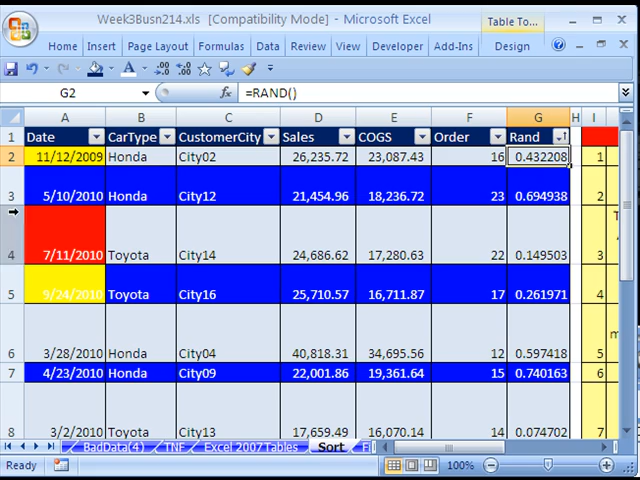 Week3Busn214.xls [Compatibility Mode] - Microsoft Excel
Table To...
Home Insert Page Layout Formulas Data Review View Developer Add-Ins Design
G2 fx =RAND()
A B C D E F G H I
1 Date CarType CustomerCity Sales COGS Order Rand
2 11/12/2009 Honda City02 26,235.72 23,087.43 16 0.432208 1
3 5/10/2010 Honda City12 21,454.96 18,236.72 23 0.694938 2
4 7/11/2010 Toyota City14 24,686.62 17,280.63 22 0.149503 3
5 9/24/2010 Toyota City16 25,710.57 16,711.87 17 0.261971 4
6 3/28/2010 Honda City04 40,818.31 34,695.56 12 0.597418 5
7 4/23/2010 Honda City09 22,001.86 19,361.64 15 0.740163 6
8 3/2/2010 Toyota City13 17,659.49 16,070.14 14 0.074702 7
BadData(4) TNF Excel 2007 Tables Sort
Ready 100%